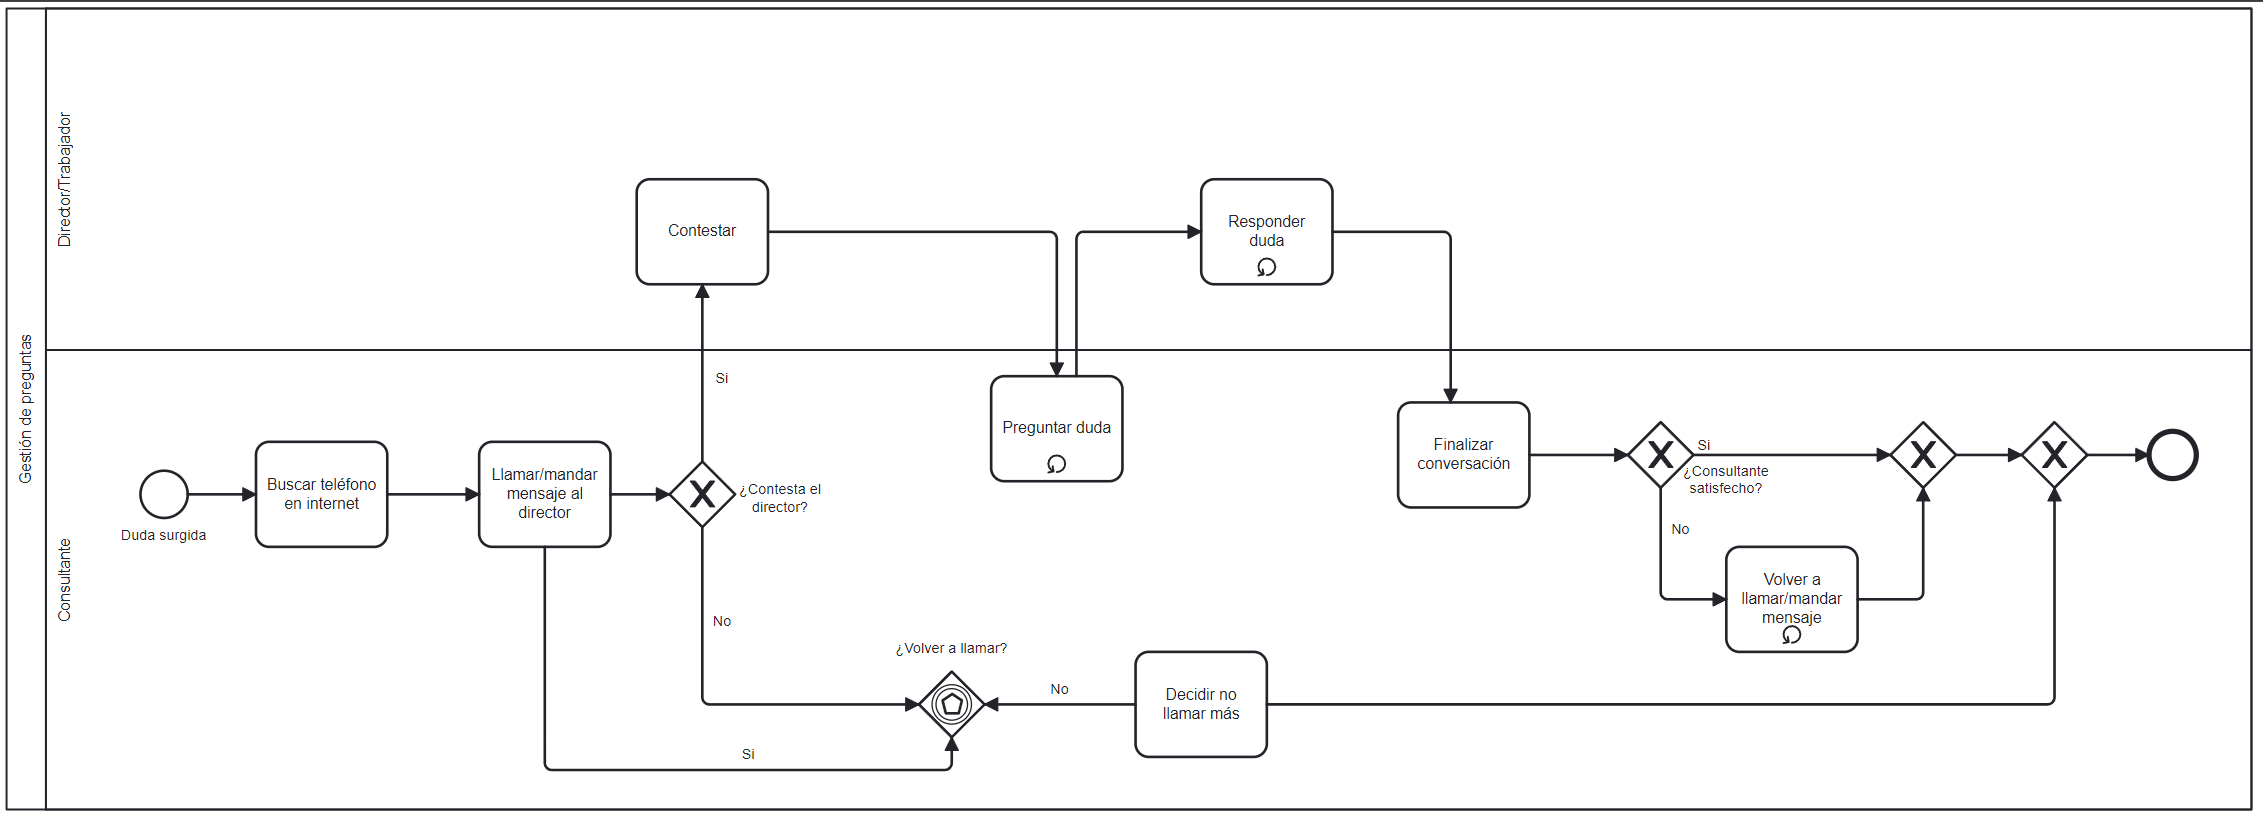 Gestión de preguntas
Director/Trabajador
Consultante
Duda surgida
Buscar teléfono
en internet
Llamar/mandar
mensaje al
director
¿Contesta el
director?
Si
No
Contestar
Preguntar duda
Responder
duda
Finalizar
conversación
Si
¿Consultante
satisfecho?
No
Volver a
llamar/mandar
mensaje
¿Volver a llamar?
No
Si
Decidir no
llamar más